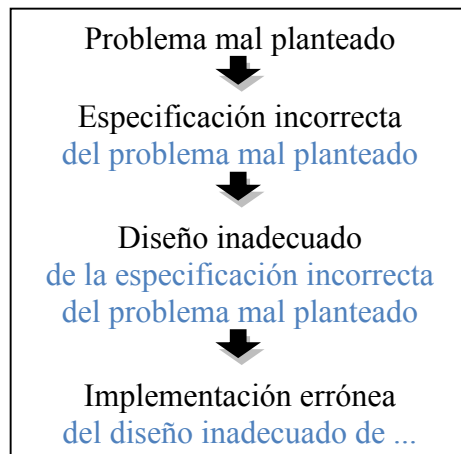 Problema mal planteado
Especificación incorrecta
del problema mal planteado
Diseño inadecuado
de la especificación incorrecta
del problema mal planteado
Implementación errónea
del diseño inadecuado de ...